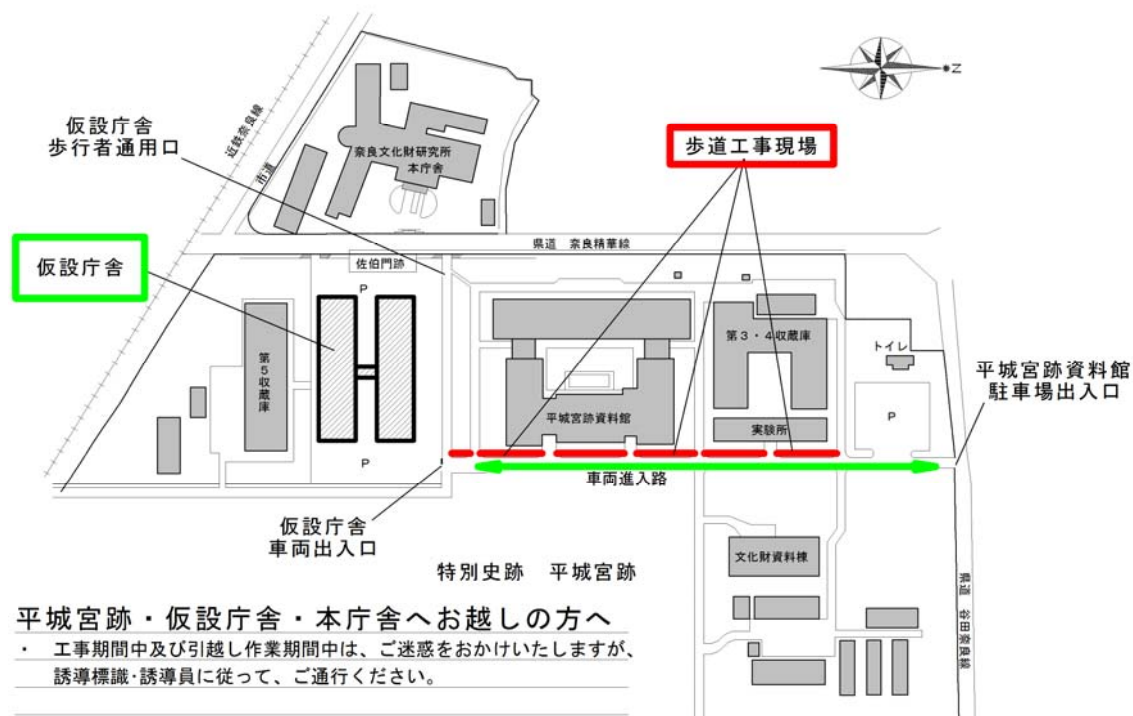 N
近鉄奈良線
市道
奈良文化財研究所
本庁舎
仮設庁舎
歩行者通用口
歩道工事現場
県道 奈良精華線
仮設庁舎
佐伯門跡
P
第5収蔵庫
第3・4収蔵庫
トイレ
平城宮跡資料館
駐車場出入口
P
平城宮跡資料館
実験所
P
車両進入路
仮設庁舎
車両出入口
文化財資料棟
特別史跡 平城宮跡
県道 谷田奈良線
平城宮跡・仮設庁舎・本庁舎へお越しの方へ
・ 工事期間中及び引越し作業期間中は、ご迷惑をおかけいたしますが、
誘導標識・誘導員に従って、ご通行ください。